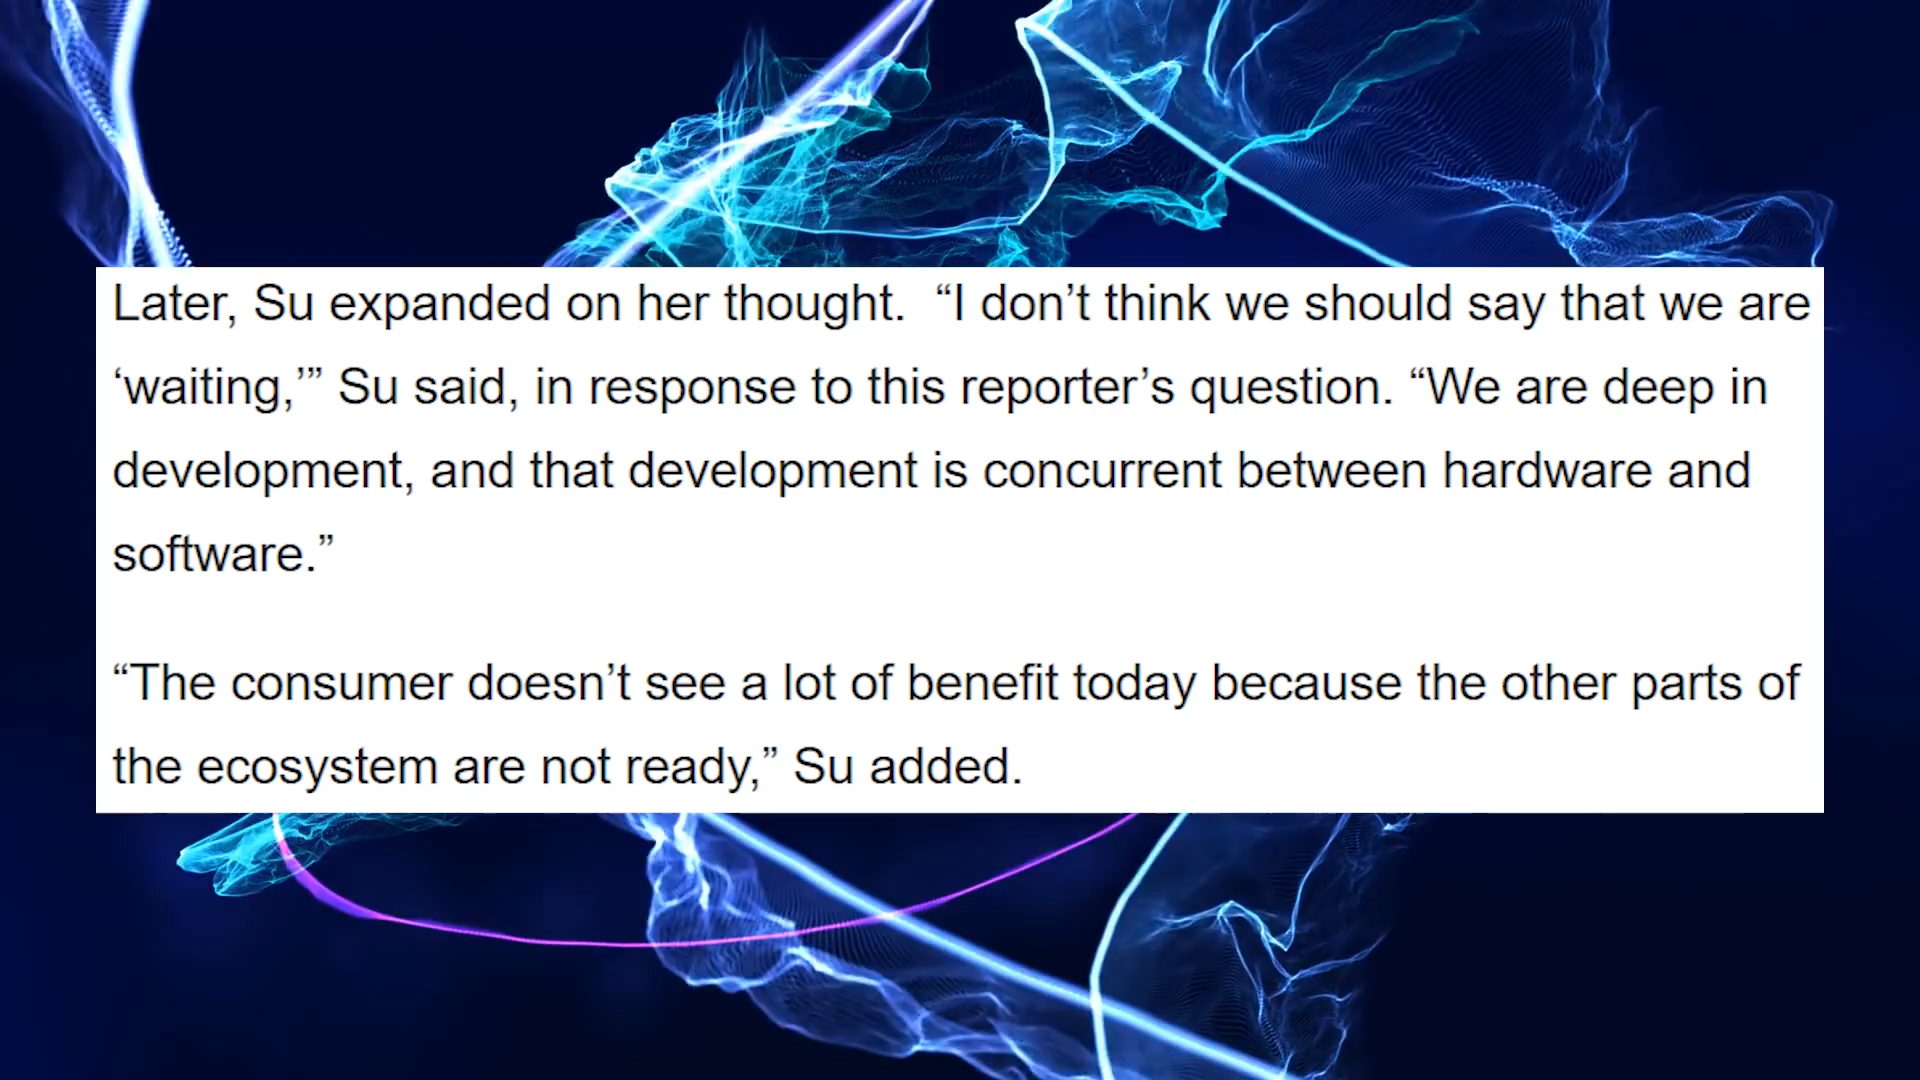 Later, Su expanded on her thought.  “I don’t think we should say that we are
‘waiting,’” Su said, in response to this reporter’s question. “We are deep in
development, and that development is concurrent between hardware and
software.”
“The consumer doesn’t see a lot of benefit today because the other parts of
the ecosystem are not ready,” Su added.